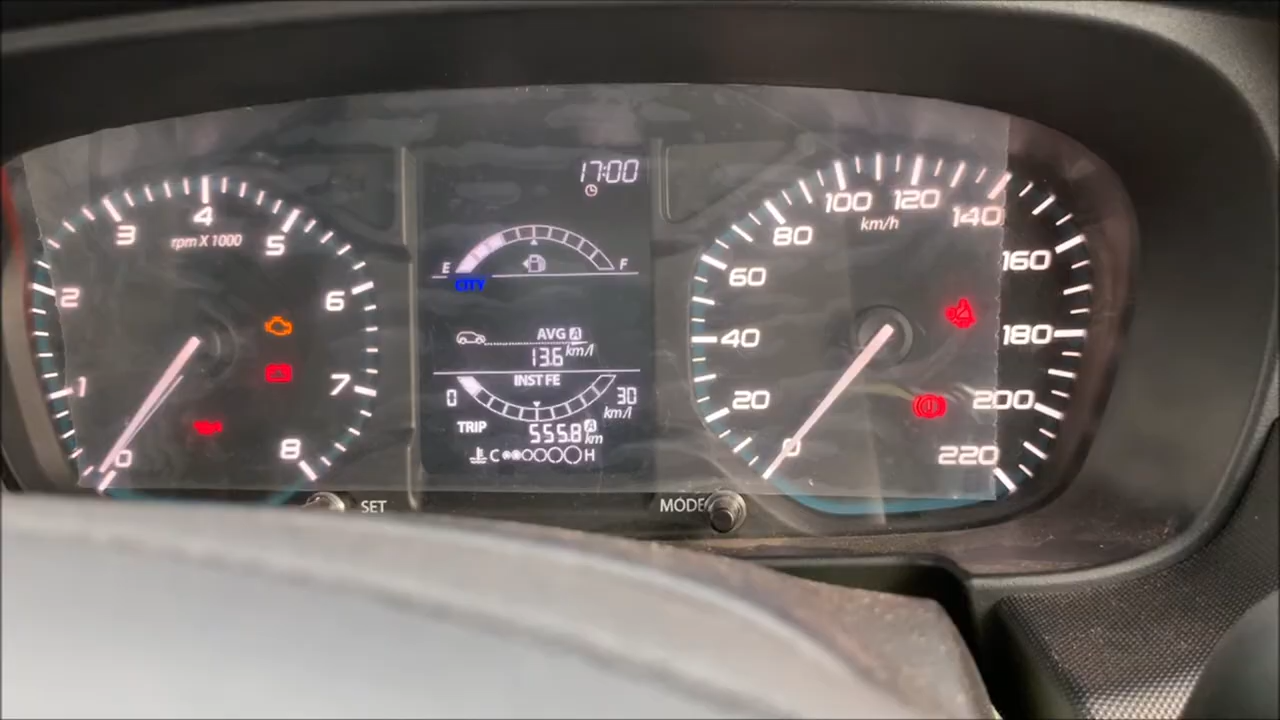 17:00
E F
CITY
AVG A
13.6 km/l
INST FE
0 30
km/l
TRIP 555.8 A km
C H
0 1 2 3 4 5 6 7 8
rpm X 1000
0 20 40 60 80 100 120 140 160 180 200 220
km/h
SET
MODE